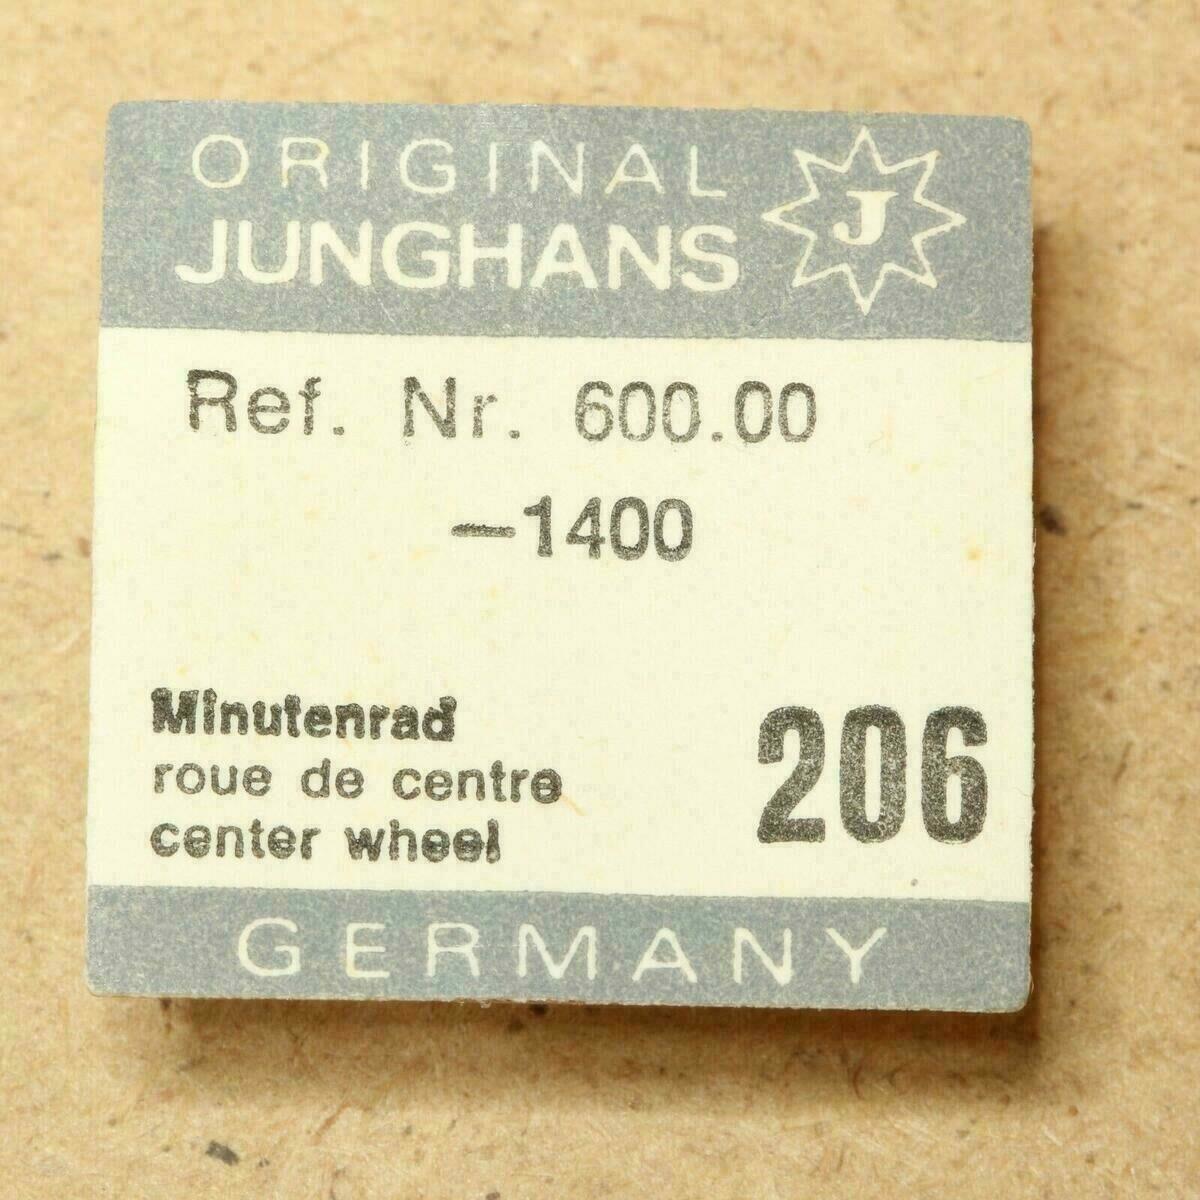 ORIGINAL
JUNGHANS
J
Ref. Nr. 600.00
-1400
Minutenrad
roue de centre
center wheel
206
GERMANY